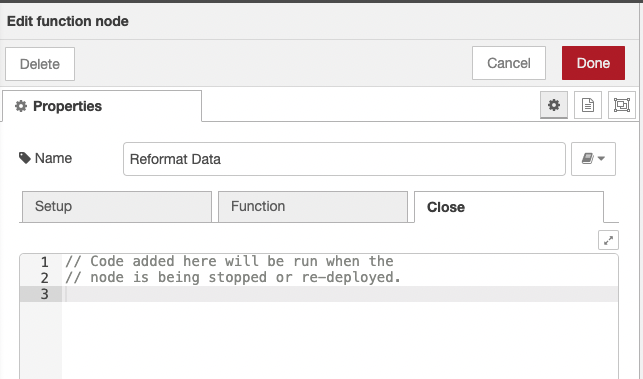 Edit function node
Delete
Cancel
Done
Properties
Name
Reformat Data
Setup
Function
Close
1 // Code added here will be run when the
2 // node is being stopped or re-deployed.
3